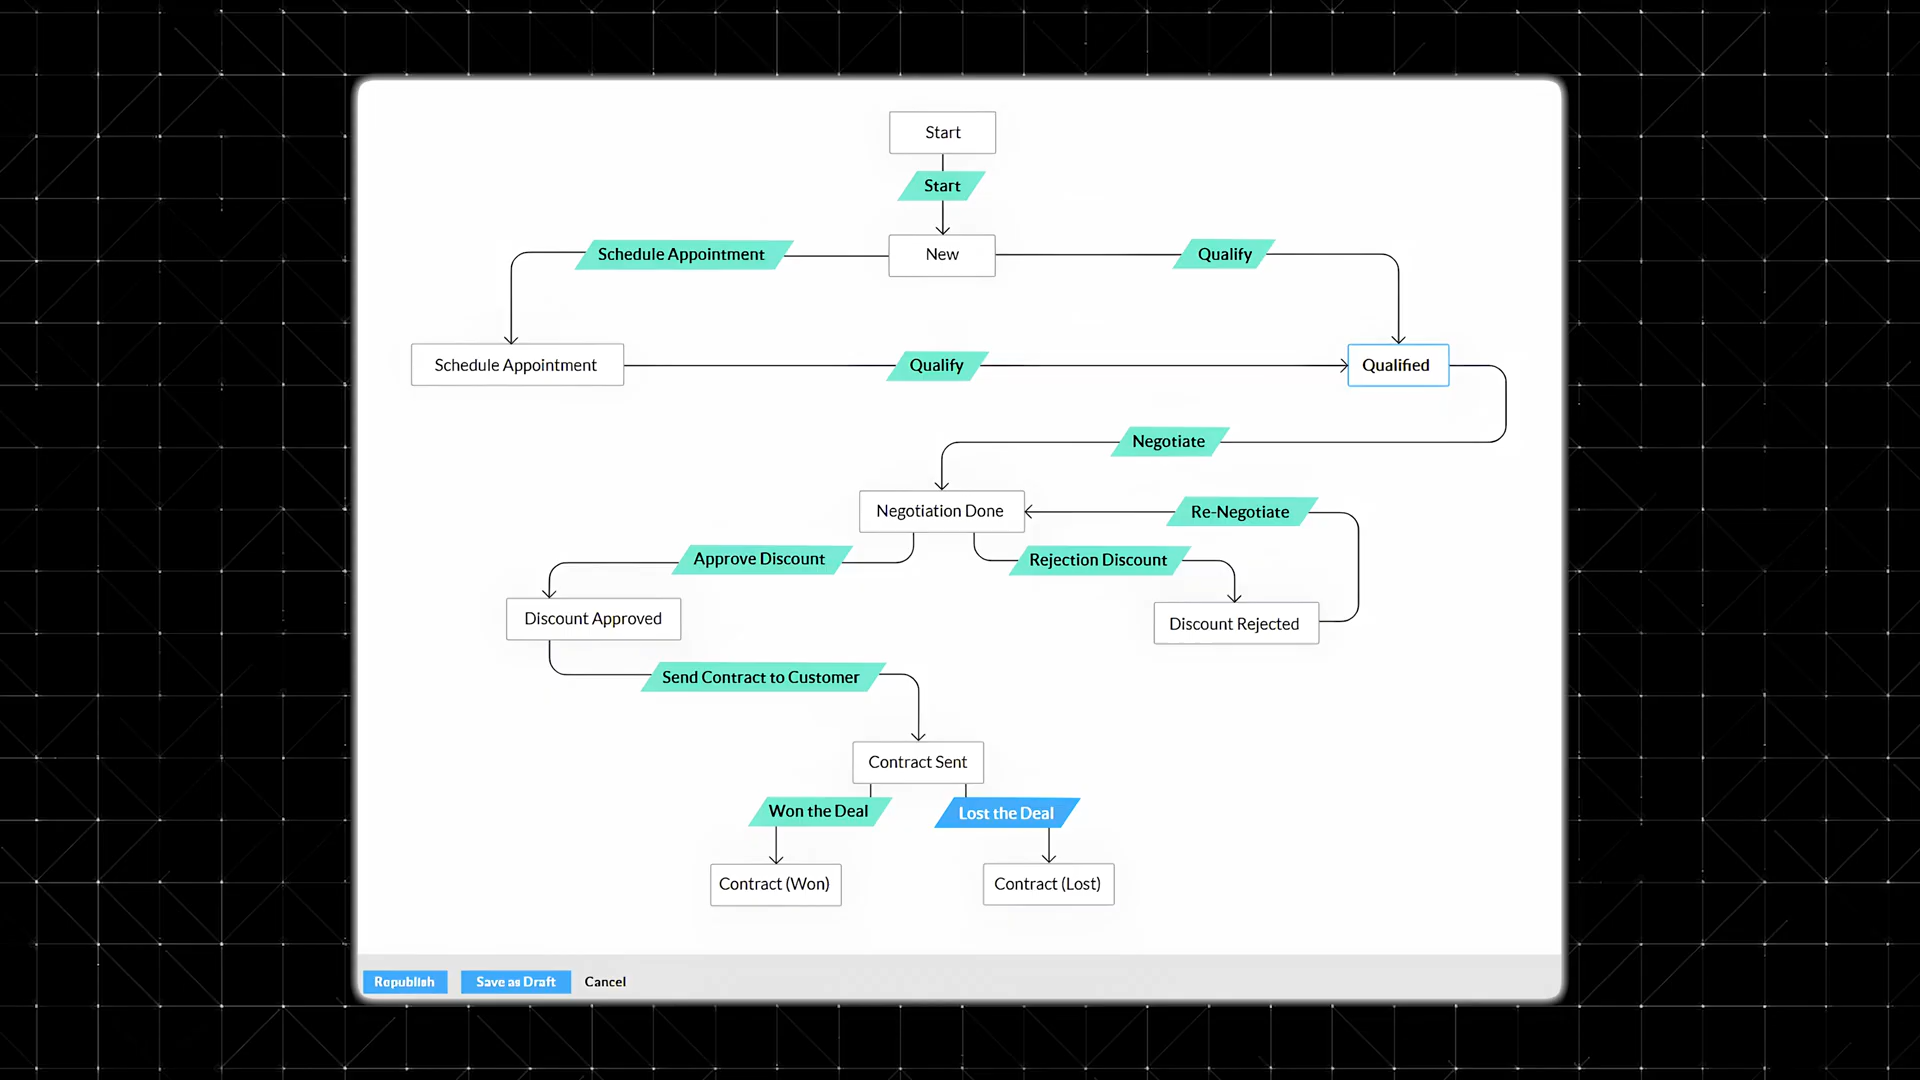 Start
Start
Schedule Appointment
New
Qualify
Schedule Appointment
Qualify
Qualified
Negotiate
Negotiation Done
Re-Negotiate
Approve Discount
Rejection Discount
Discount Approved
Discount Rejected
Send Contract to Customer
Contract Sent
Won the Deal
Lost the Deal
Contract (Won)
Contract (Lost)
Republish
Save as Draft
Cancel